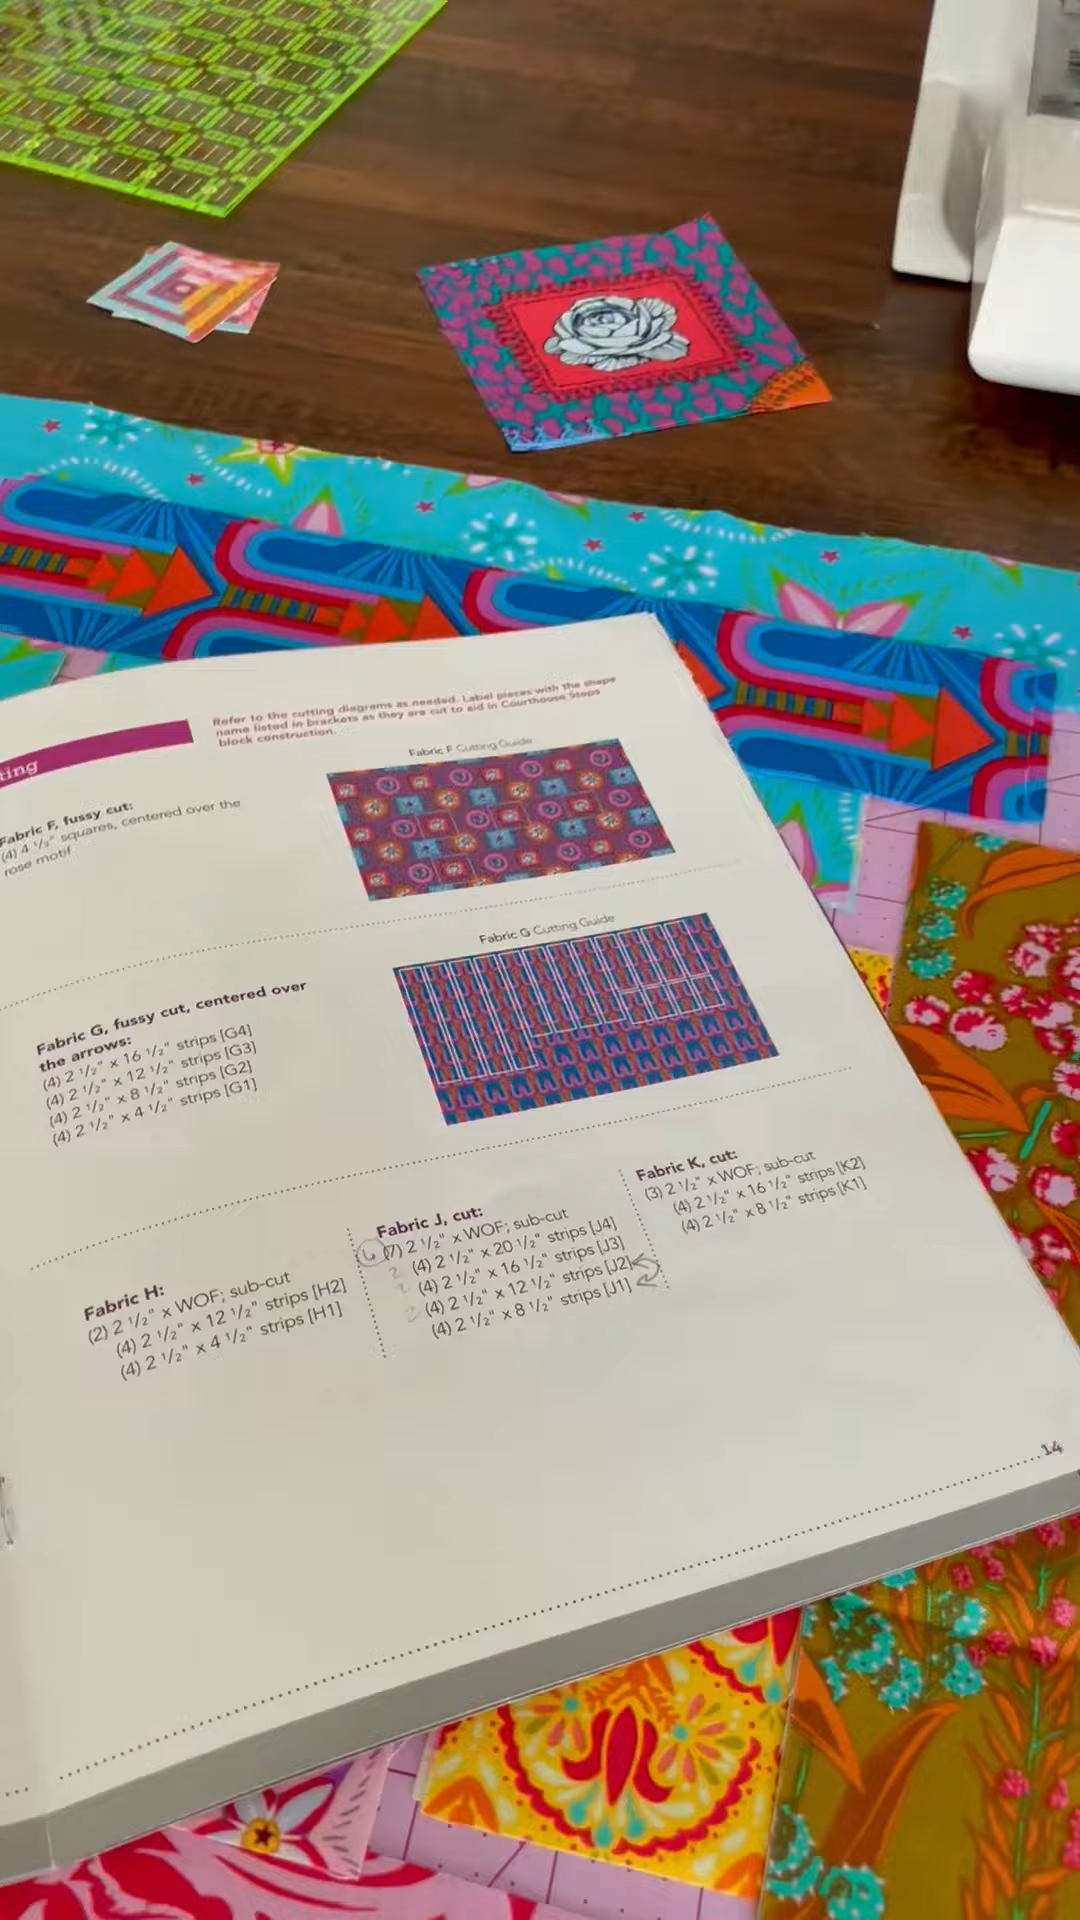 ting
Refer to the cutting diagrams as needed. Label pieces with the shape
name listed in brackets as they are cut to aid in Courthouse Steps
block construction.
Fabric F, fussy cut:
(4) 4 1/2" squares, centered over the
rose motif
Fabric F Cutting Guide
Fabric G, fussy cut, centered over
the arrows:
(4) 2 1/2" x 16 1/2" strips [G4]
(4) 2 1/2" x 12 1/2" strips [G3]
(4) 2 1/2" x 8 1/2" strips [G2]
(4) 2 1/2" x 4 1/2" strips [G1]
Fabric G Cutting Guide
Fabric H:
(2) 2 1/2" x WOF; sub-cut
(4) 2 1/2" x 12 1/2" strips [H2]
(4) 2 1/2" x 4 1/2" strips [H1]
Fabric J, cut:
6 (7) 2 1/2" x WOF; sub-cut
2 (4) 2 1/2" x 20 1/2" strips [J4]
(4) 2 1/2" x 16 1/2" strips [J3]
2 (4) 2 1/2" x 12 1/2" strips [J2]
(4) 2 1/2" x 8 1/2" strips [J1]
Fabric K, cut:
(3) 2 1/2" x WOF; sub-cut
(4) 2 1/2" x 16 1/2" strips [K2]
(4) 2 1/2" x 8 1/2" strips [K1]
14